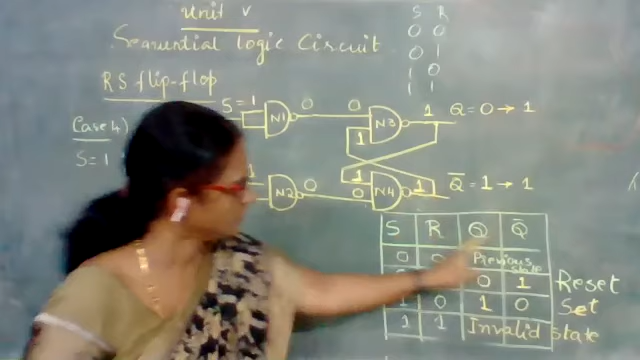 Unit V
Sequential logic Circuit
S R
0 0
0 1
1 0
1 1
RS flip-flop
Case 4)
S=1
S=1 0 0 1 Q=0→1
N1 N3
1
1
1 0 0 1 Q̅=1→1
N2 N4
S R Q Q̅
0 0 Previous state
0 1 Reset
1 0 1 0 Set
1 1 Invalid state